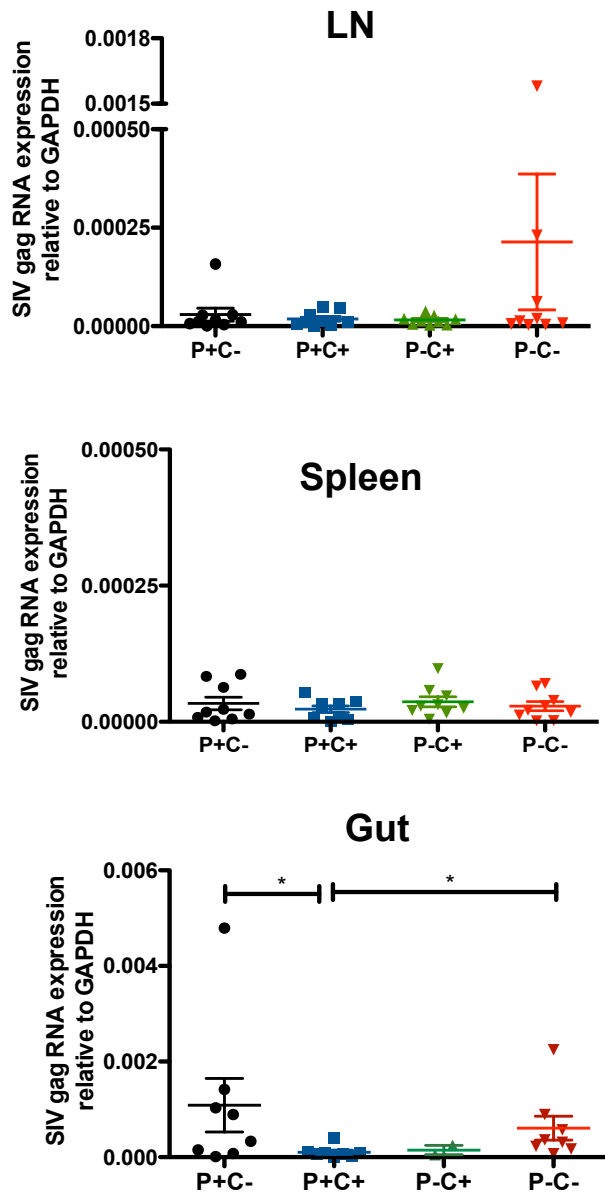 LN
SIV gag RNA expression
relative to GAPDH
0.0018
0.0015
0.00050
0.00025
0.00000
P+C- P+C+ P-C+ P-C-
Spleen
SIV gag RNA expression
relative to GAPDH
0.00050
0.00025
0.00000
P+C- P+C+ P-C+ P-C-
Gut
SIV gag RNA expression
relative to GAPDH
0.006
* *
0.004
0.002
0.000
P+C- P+C+ P-C+ P-C-